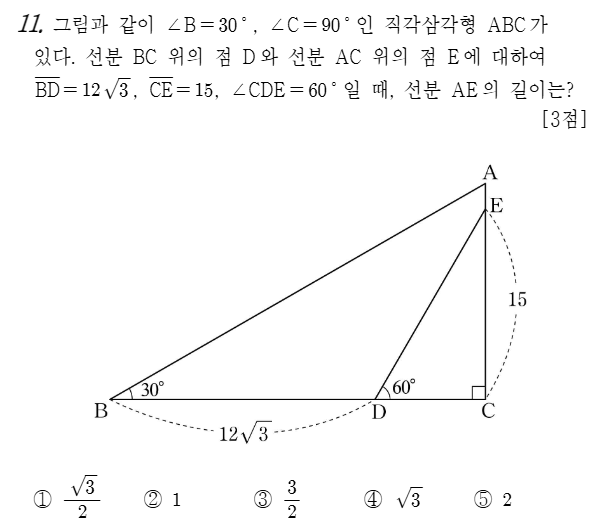 11. 그림과 같이 ∠B=30°, ∠C=90°인 직각삼각형 ABC가
있다. 선분 BC 위의 점 D와 선분 AC 위의 점 E에 대하여
\overline{BD}=12√3, \overline{CE}=15, ∠CDE=60°일 때, 선분 AE의 길이는?
[3점]
A
E
15
30°
60°
B
D
C
12√3
① √3/2 ② 1 ③ 3/2 ④ √3 ⑤ 2